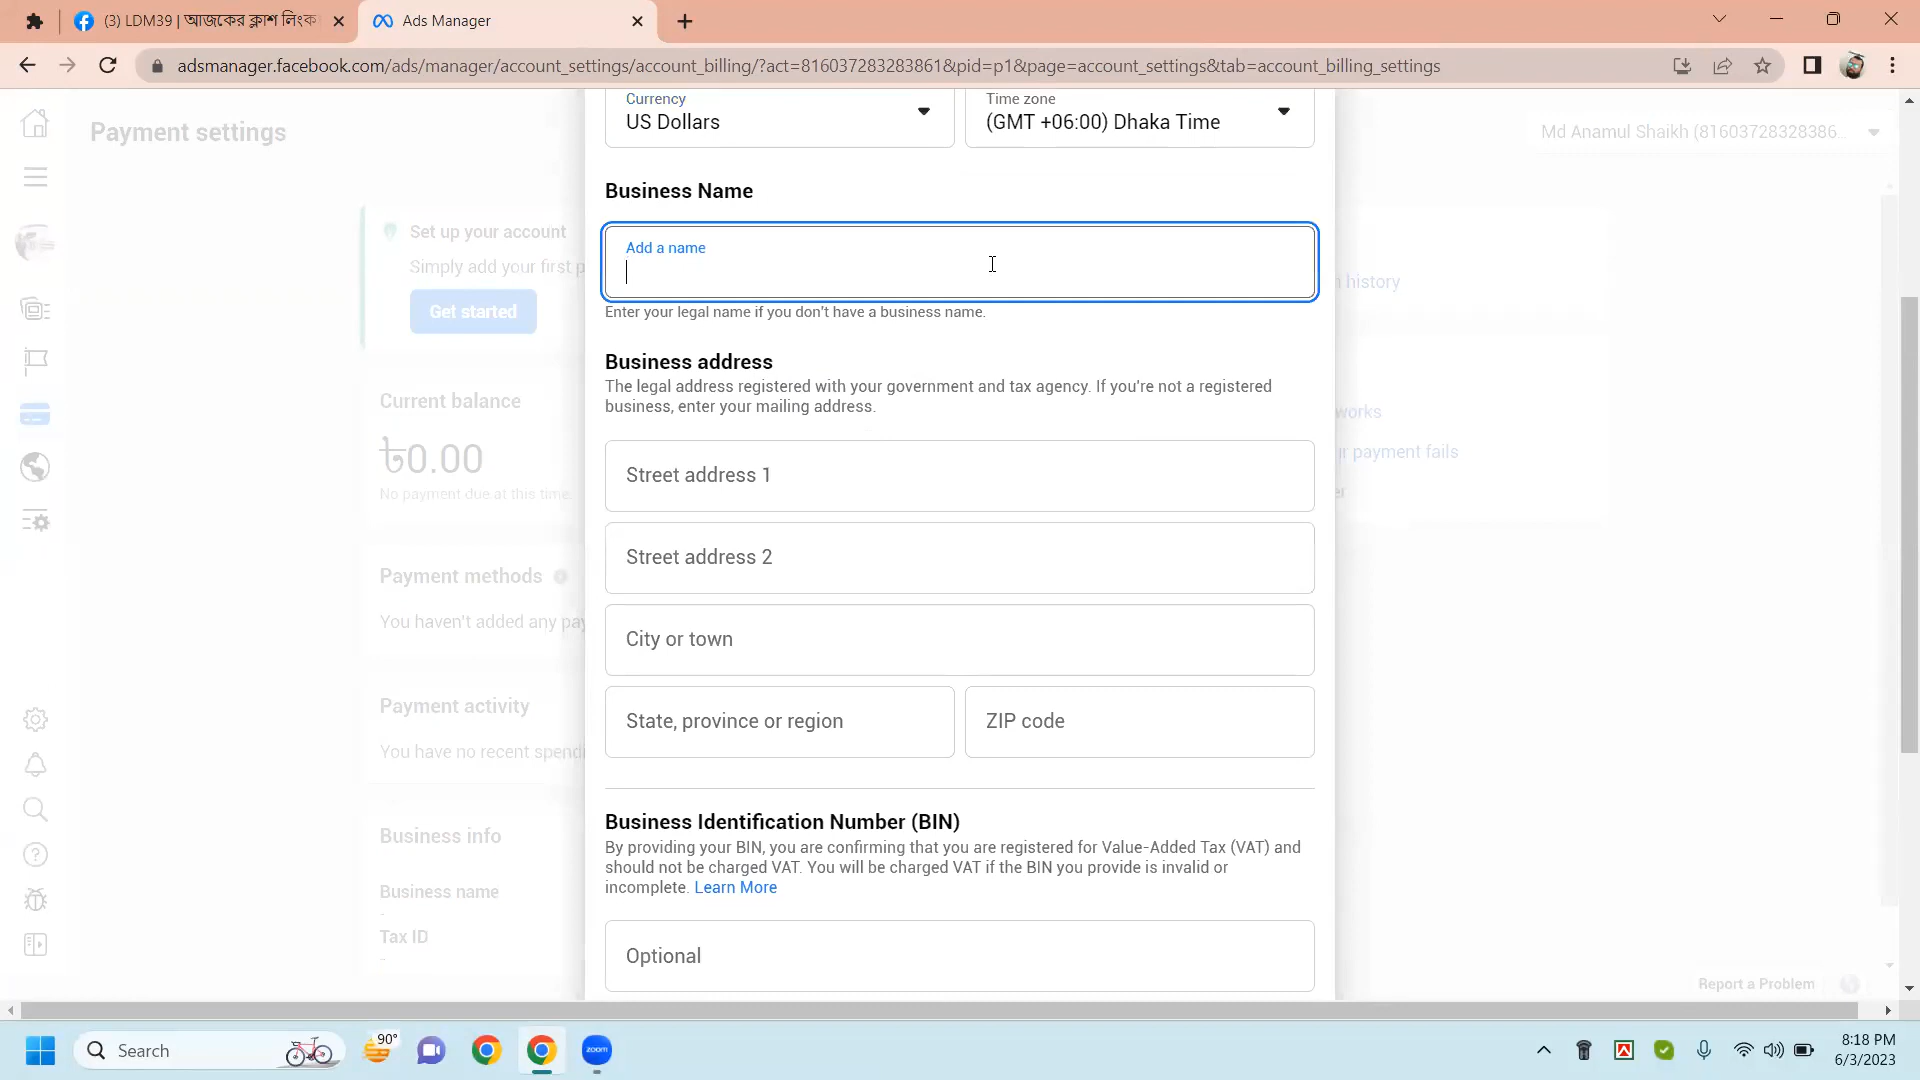 (3) LDM39 | আজকের ক্লাশ লিংক
Ads Manager
adsmanager.facebook.com/ads/manager/account_settings/account_billing/?act=816037283283861&pid=p1&page=account_settings&tab=account_billing_settings
Payment settings
Md Anamul Shaikh (81603728328386...
Set up your account
Simply add your first p
Get started
Current balance
৳0.00
No payment due at this time.
Payment methods
You haven't added any pay
Payment activity
You have no recent spendi
Business info
Business name
-
Tax ID
-
Currency
US Dollars
Time zone
(GMT +06:00) Dhaka Time
Business Name
Add a name
Enter your legal name if you don't have a business name.
Business address
The legal address registered with your government and tax agency. If you're not a registered
business, enter your mailing address.
Street address 1
Street address 2
City or town
State, province or region
ZIP code
Business Identification Number (BIN)
By providing your BIN, you are confirming that you are registered for Value-Added Tax (VAT) and
should not be charged VAT. You will be charged VAT if the BIN you provide is invalid or
incomplete. Learn More
Optional
history
works
payment fails
er
Report a Problem
Search
90°
zoom
8:18 PM
6/3/2023